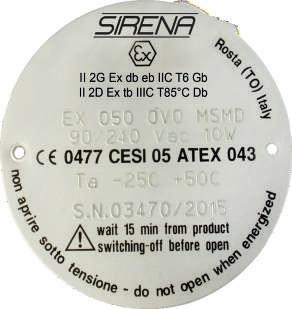 SIRENA
Ex
II 2G Ex db eb IIC T6 Gb
II 2D Ex tb IIIC T85°C Db
Rosta (TO) Italy
EX 050 OVO MSMD
90/240 Vac 10W
CE 0477 CESI 05 ATEX 043
Ta -25C +50C
S.N.03470/2015
wait 15 min from product
switching-off before open
non aprire sotto tensione - do not open when energized